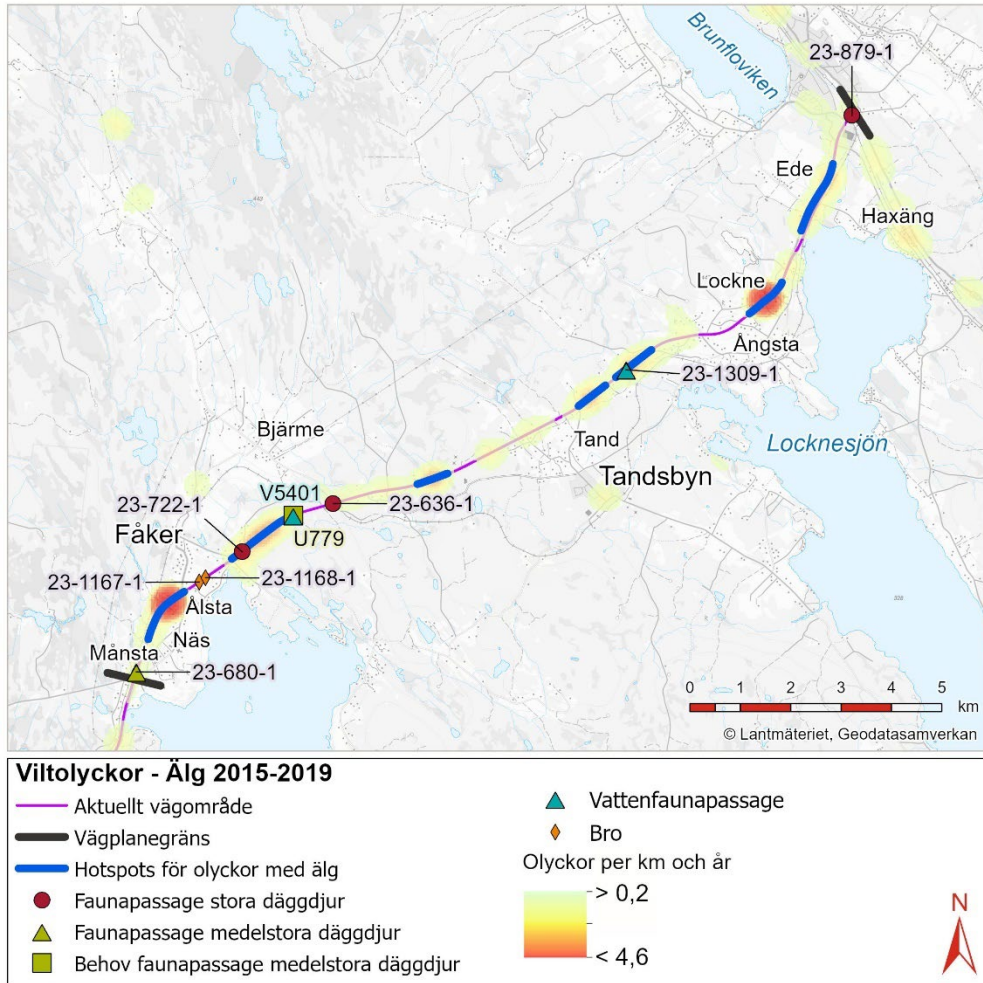 Brunfloviken
23-879-1
Ede
Haxäng
Lockne
Ångsta
23-1309-1
Bjärme
Tand
Locknesjön
Tandsbyn
V5401
23-722-1
23-636-1
Fåker
U779
23-1167-1
23-1168-1
Ålsta
Näs
Månsta
23-680-1
0 1 2 3 4 5
km
© Lantmäteriet, Geodatasamverkan
Viltolyckor - Älg 2015-2019
Aktuellt vägområde
Vägplanegräns
Hotspots för olyckor med älg
Faunapassage stora däggdjur
Faunapassage medelstora däggdjur
Behov faunapassage medelstora däggdjur
Vattenfaunapassage
Bro
Olyckor per km och år
> 0,2
< 4,6
N